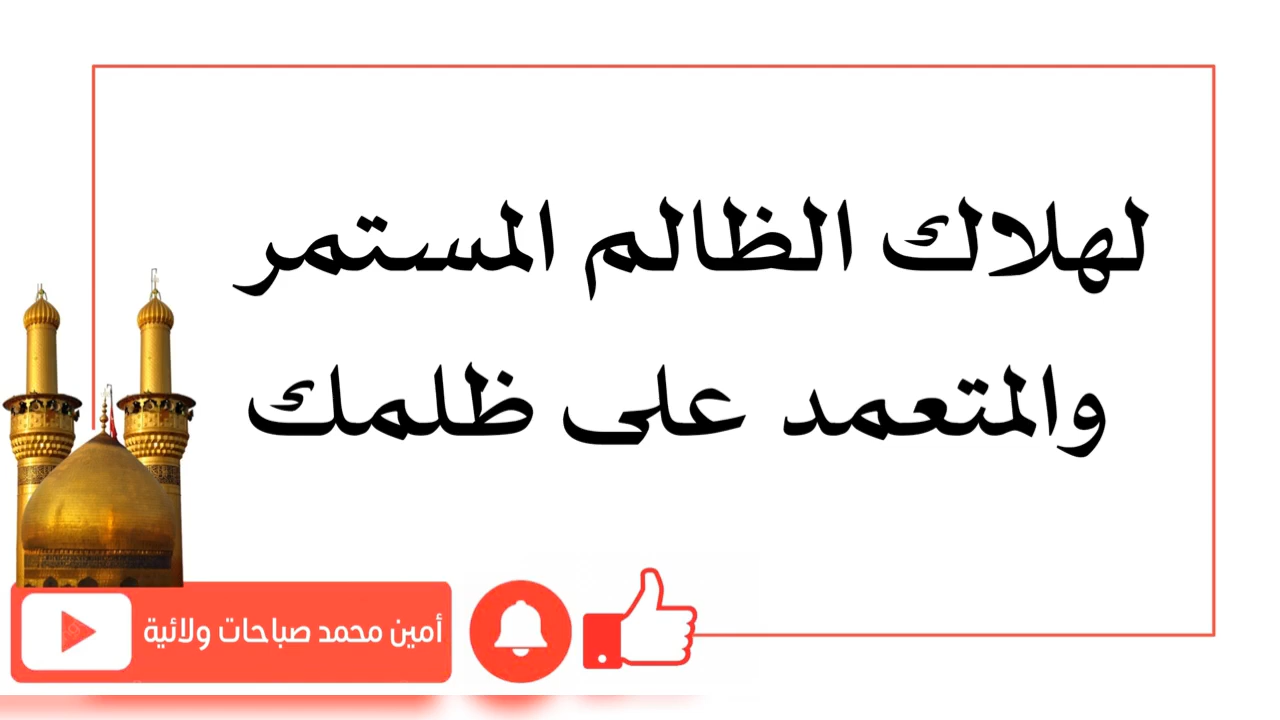 لهلاك الظالم المستمر
والمتعمد على ظلمك
أمين محمد صباحات ولائية